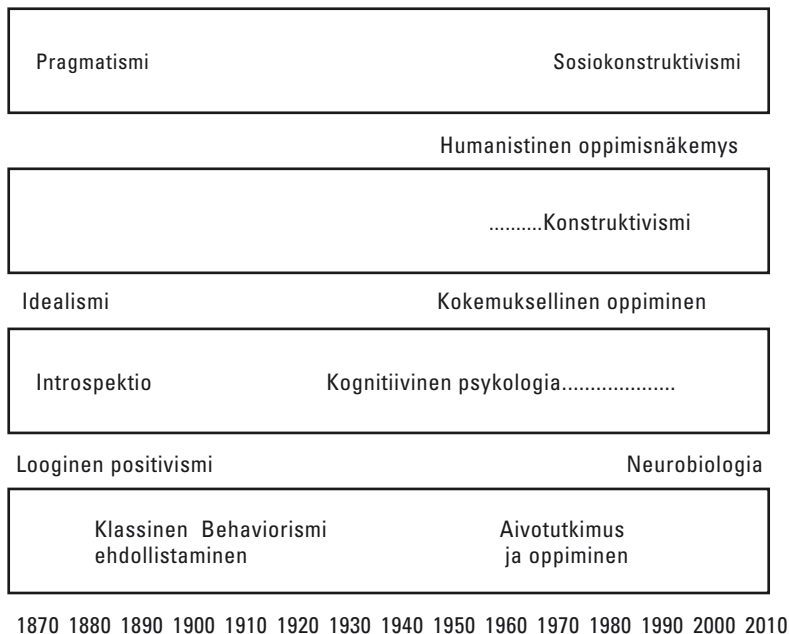 Pragmatismi Sosiokonstruktivismi
Humanistinen oppimisnäkemys
..........Konstruktivismi
Idealismi Kokemuksellinen oppiminen
Introspektio Kognitiivinen psykologia....................
Looginen positivismi Neurobiologia
Klassinen Behaviorismi Aivotutkimus
ehdollistaminen ja oppiminen
1870 1880 1890 1900 1910 1920 1930 1940 1950 1960 1970 1980 1990 2000 2010